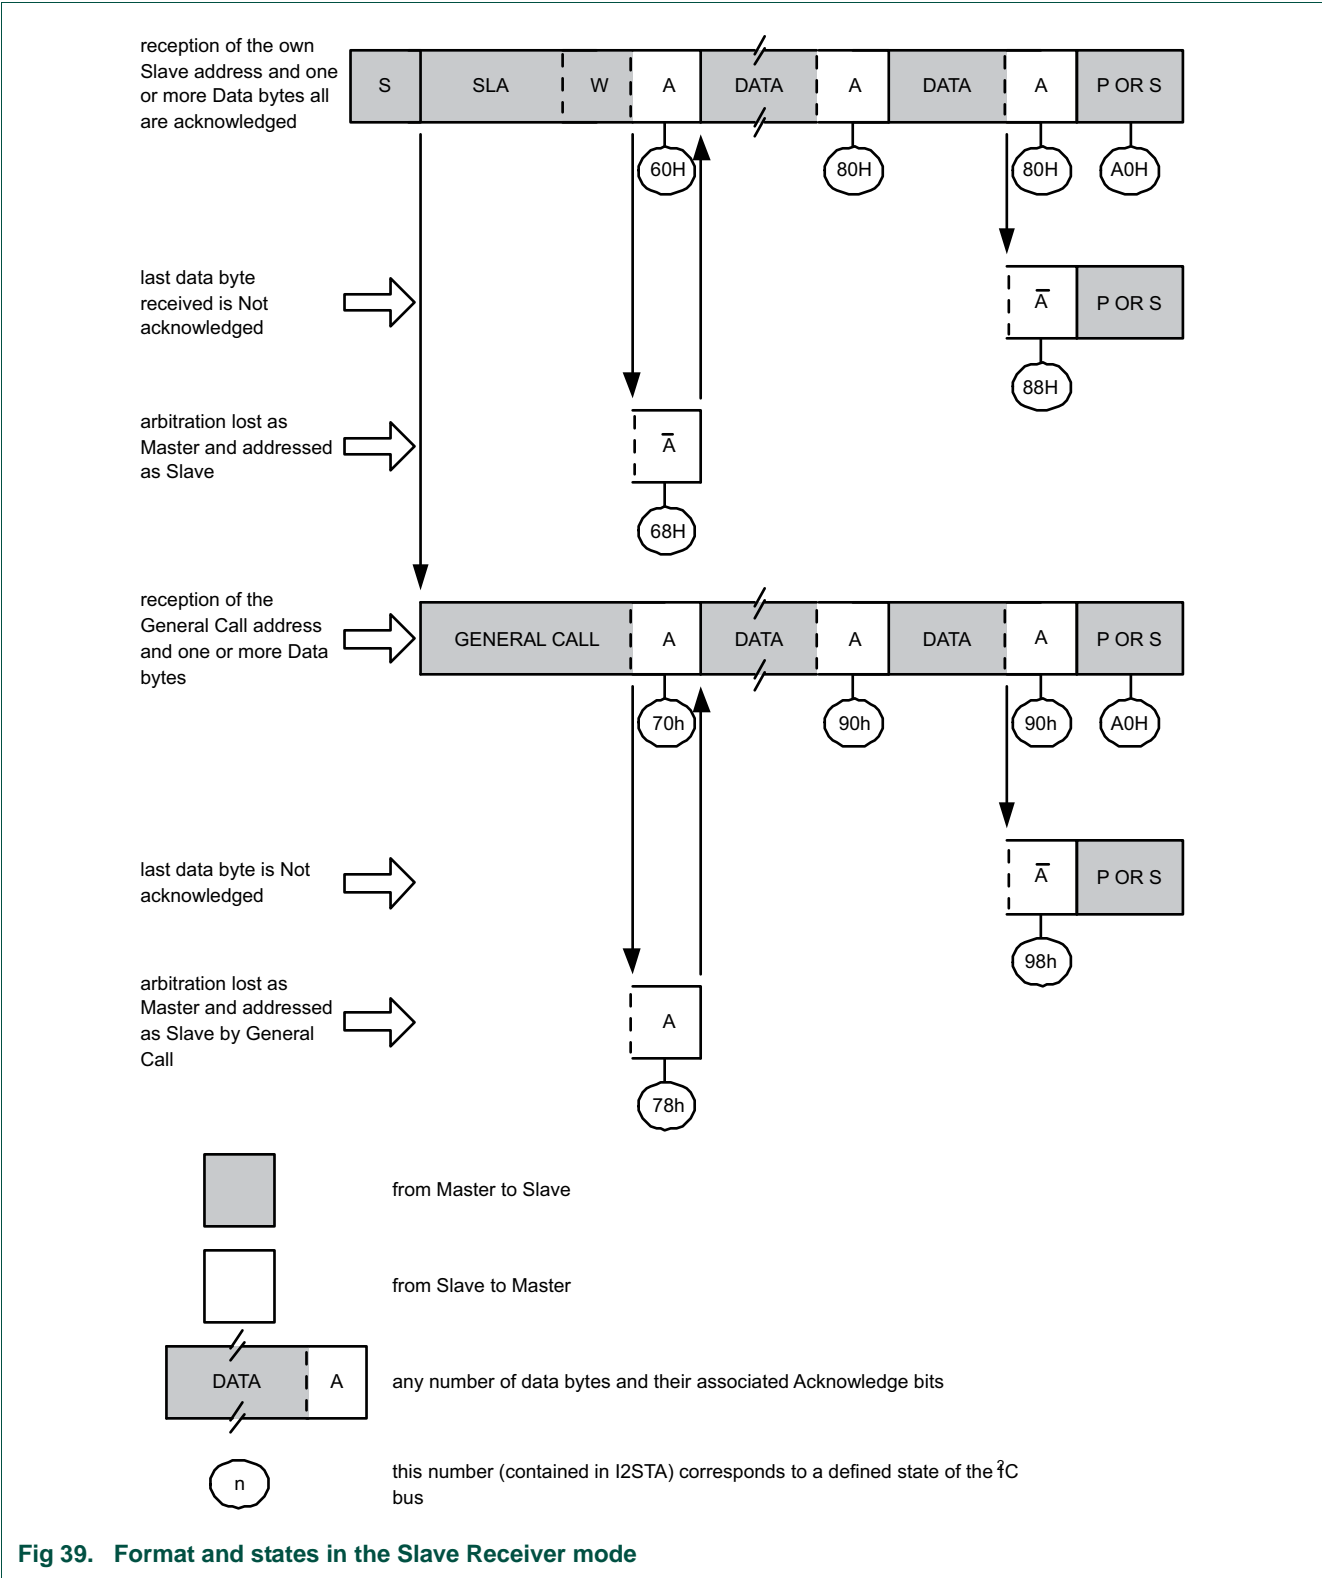 reception of the own
Slave address and one
or more Data bytes all
are acknowledged
S SLA W A DATA A DATA A P OR S
60H 80H 80H A0H
last data byte
received is Not
acknowledged
A̅ P OR S
88H
arbitration lost as
Master and addressed
as Slave
A̅
68H
reception of the
General Call address
and one or more Data
bytes
GENERAL CALL A DATA A DATA A P OR S
70h 90h 90h A0H
last data byte is Not
acknowledged
A̅ P OR S
98h
arbitration lost as
Master and addressed
as Slave by General
Call
A
78h
from Master to Slave
from Slave to Master
DATA A
any number of data bytes and their associated Acknowledge bits
n
this number (contained in I2STA) corresponds to a defined state of the I²C
bus
Fig 39. Format and states in the Slave Receiver mode